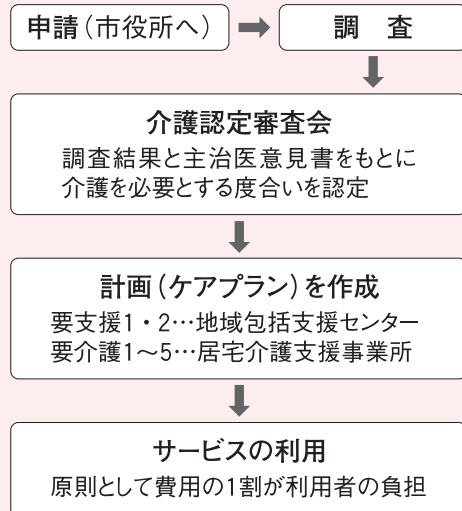 申請（市役所へ）
調　査
介護認定審査会
調査結果と主治医意見書をもとに
介護を必要とする度合いを認定
計画（ケアプラン）を作成
要支援1・2…地域包括支援センター
要介護1〜5…居宅介護支援事業所
サービスの利用
原則として費用の1割が利用者の負担